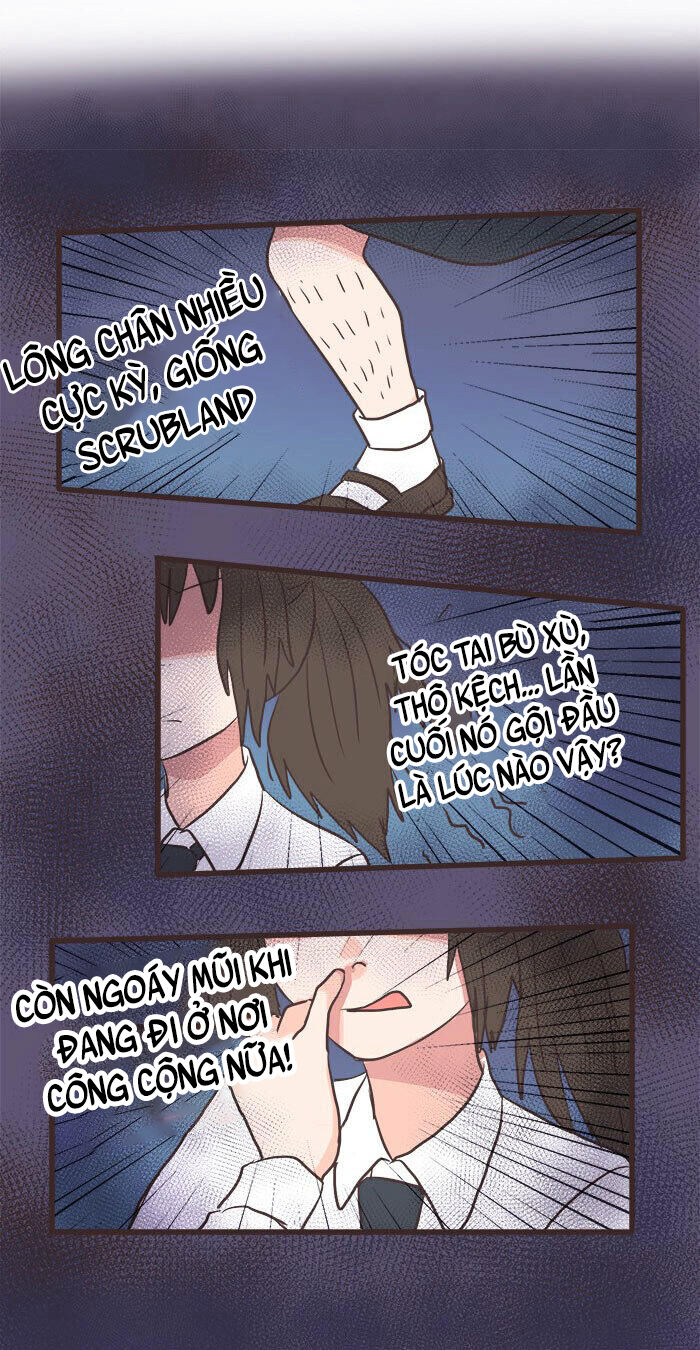 LÔNG CHÂN NHIỀU
CỰC KỲ, GIỐNG
SCRUBLAND
TÓC TAI BÙ XÙ,
THÔ KỆCH... LẦN
CUỐI NÓ GỘI ĐẦU
LÀ LÚC NÀO VẬY?
CÒN NGOÁY MŨI KHI
ĐANG ĐI Ở NƠI
CÔNG CỘNG NỮA!